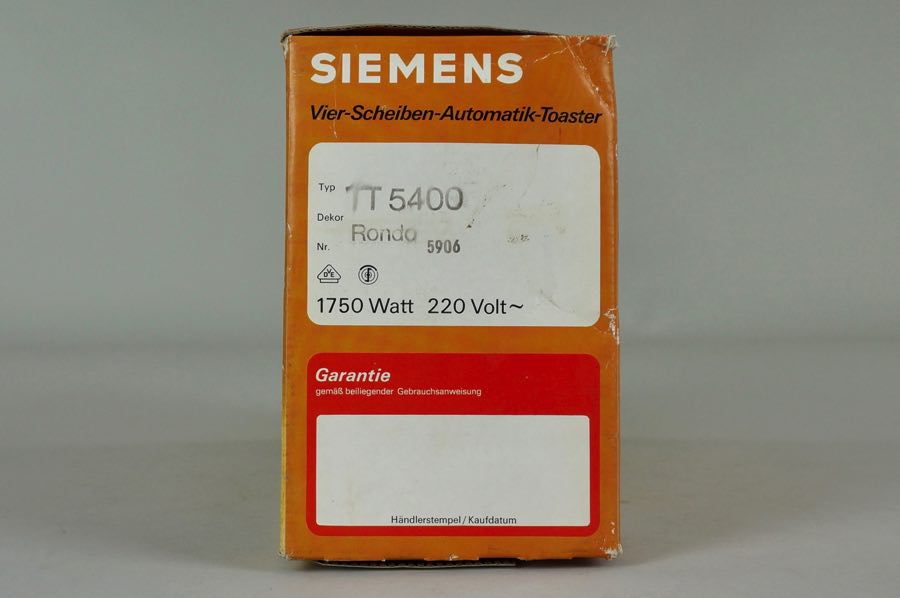 SIEMENS
Vier-Scheiben-Automatik-Toaster
Typ TT 5400
Dekor Rondo
Nr. 5906
VDE
1750 Watt 220 Volt~
Garantie
gemäß beiliegender Gebrauchsanweisung
Händlerstempel/Kaufdatum